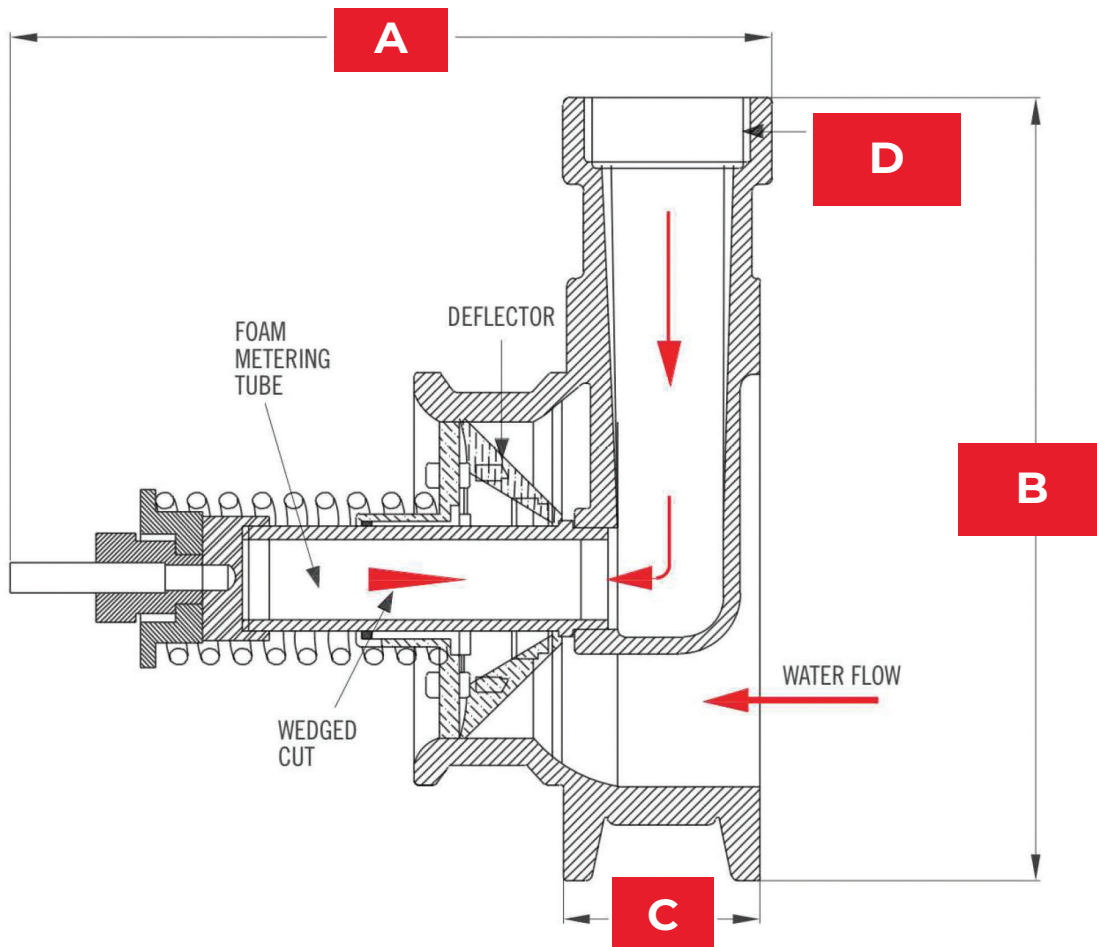 A
D
DEFLECTOR
FOAM
METERING
TUBE
B
WATER FLOW
WEDGED
CUT
C